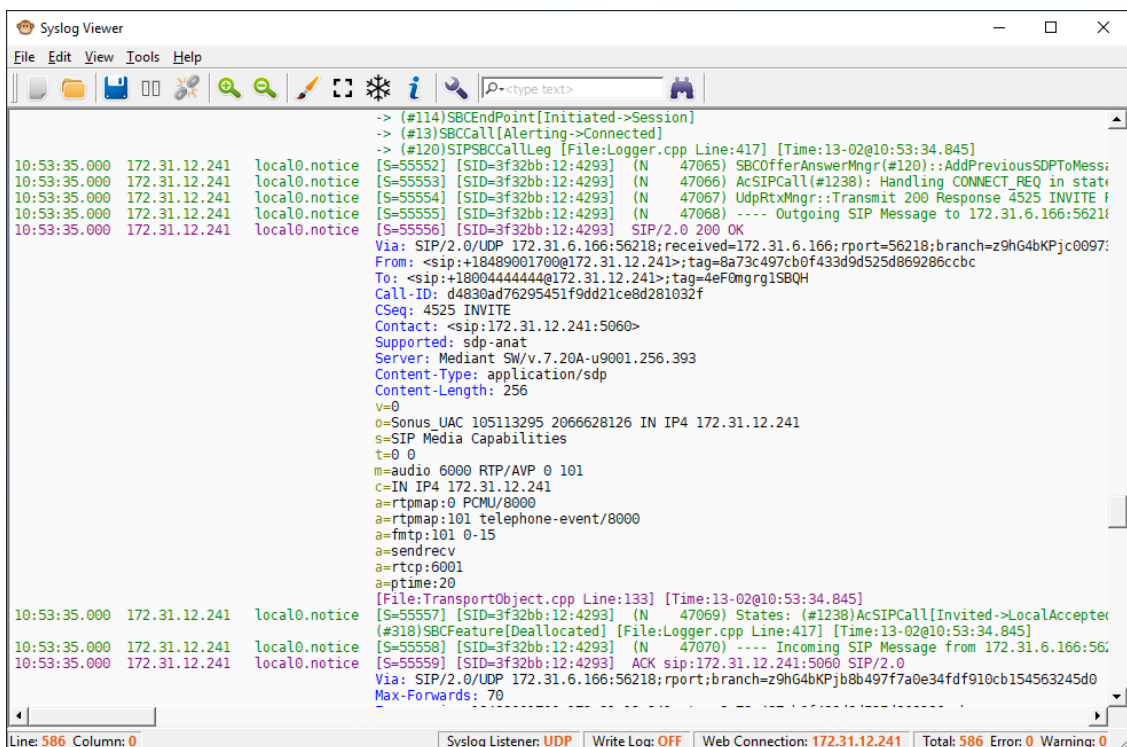 Syslog Viewer
File Edit View Tools Help
<type text>
-> (#114)SBCEndPoint[Initiated->Session]
-> (#13)SBCCall[Alerting->Connected]
-> (#120)SIPSBCCallLeg [File:Logger.cpp Line:417] [Time:13-02@10:53:34.845]
10:53:35.000 172.31.12.241 local0.notice [S=55552] [SID=3f32bb:12:4293] (N 47065) SBCOfferAnswerMngr(#120)::AddPreviousSDPToMessa
10:53:35.000 172.31.12.241 local0.notice [S=55553] [SID=3f32bb:12:4293] (N 47066) AcSIPCall(#1238): Handling CONNECT_REQ in state
10:53:35.000 172.31.12.241 local0.notice [S=55554] [SID=3f32bb:12:4293] (N 47067) UdpRtxMngr::Transmit 200 Response 4525 INVITE
10:53:35.000 172.31.12.241 local0.notice [S=55555] [SID=3f32bb:12:4293] (N 47068) ---- Outgoing SIP Message to 172.31.6.166:56218
10:53:35.000 172.31.12.241 local0.notice [S=55556] [SID=3f32bb:12:4293] SIP/2.0 200 OK
Via: SIP/2.0/UDP 172.31.6.166:56218;received=172.31.6.166;rport=56218;branch=z9hG4bKPjc00973
From: <sip:+18489001700@172.31.12.241>;tag=8a73c497cb0f433d9d525d869286ccbc
To: <sip:+18004444444@172.31.12.241>;tag=4eF0mgrg1SBQH
Call-ID: d4830ad76295451f9dd21ce8d281032f
CSeq: 4525 INVITE
Contact: <sip:172.31.12.241:5060>
Supported: sdp-anat
Server: Mediant SW/v.7.20A-u9001.256.393
Content-Type: application/sdp
Content-Length: 256
v=0
o=Sonus_UAC 105113295 2066628126 IN IP4 172.31.12.241
s=SIP Media Capabilities
t=0 0
m=audio 6000 RTP/AVP 0 101
c=IN IP4 172.31.12.241
a=rtpmap:0 PCMU/8000
a=rtpmap:101 telephone-event/8000
a=fmtp:101 0-15
a=sendrecv
a=rtcp:6001
a=ptime:20
[File:TransportObject.cpp Line:133] [Time:13-02@10:53:34.845]
10:53:35.000 172.31.12.241 local0.notice [S=55557] [SID=3f32bb:12:4293] (N 47069) States: (#1238)AcSIPCall[Invited->LocalAccepted
(#318)SBCFeature[Deallocated] [File:Logger.cpp Line:417] [Time:13-02@10:53:34.845]
10:53:35.000 172.31.12.241 local0.notice [S=55558] [SID=3f32bb:12:4293] (N 47070) ---- Incoming SIP Message from 172.31.6.166:562
10:53:35.000 172.31.12.241 local0.notice [S=55559] [SID=3f32bb:12:4293] ACK sip:172.31.12.241:5060 SIP/2.0
Via: SIP/2.0/UDP 172.31.6.166:56218;rport;branch=z9hG4bKPjb8b497f7a0e34fdf910cb154563245d0
Max-Forwards: 70
Line: 586 Column: 0 Syslog Listener: UDP Write Log: OFF Web Connection: 172.31.12.241 Total: 586 Error: 0 Warning: 0